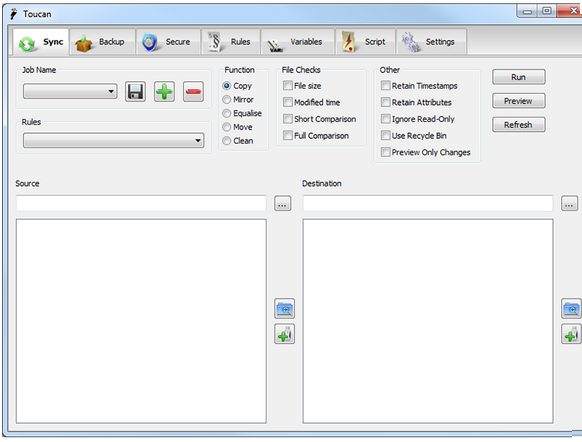 Toucan
Sync Backup Secure Rules Variables Script Settings
Job Name
Rules
Function
Copy
Mirror
Equalise
Move
Clean
File Checks
File size
Modified time
Short Comparison
Full Comparison
Other
Retain Timestamps
Retain Attributes
Ignore Read-Only
Use Recycle Bin
Preview Only Changes
Run
Preview
Refresh
Source
...
Destination
...